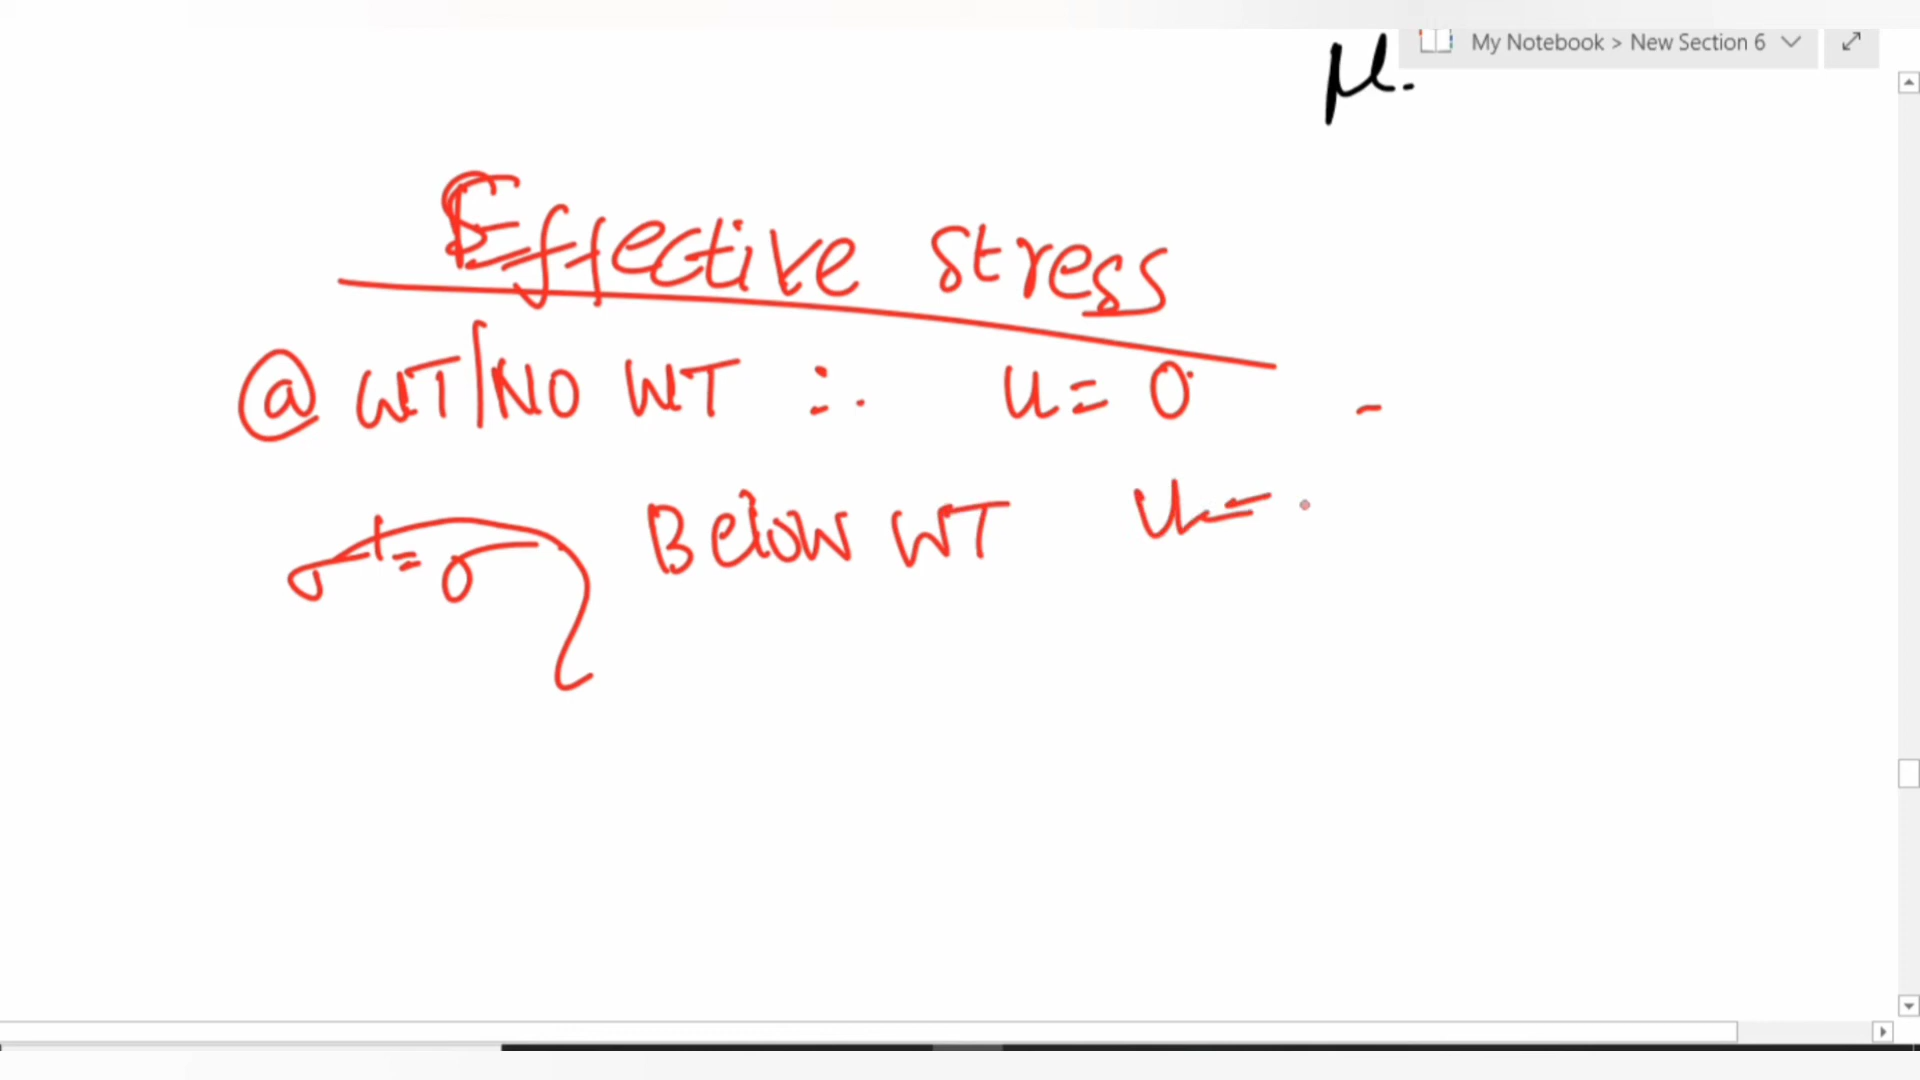 My Notebook > New Section 6
μ.
Effective stress
@ WT/NO WT ∴ u = 0 -
σ' = σ Below WT u =